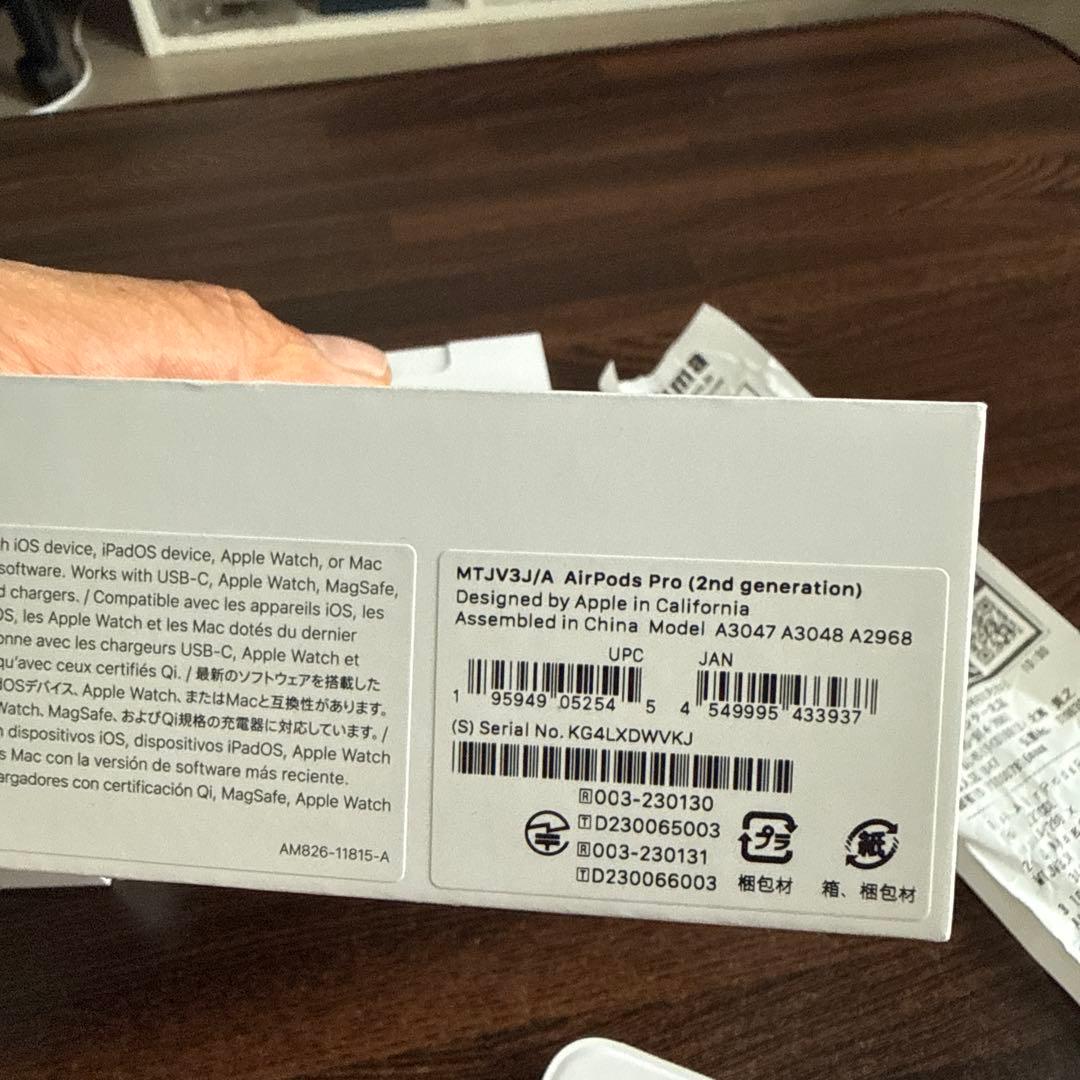 h iOS device, iPadOS device, Apple Watch, or Mac
software. Works with USB-C, Apple Watch, MagSafe,
d chargers. / Compatible avec les appareils iOS, les
OS, les Apple Watch et les Mac dotés du dernier
onne avec les chargeurs USB-C, Apple Watch et
qu'avec ceux certifiés Qi. / 最新のソフトウェアを搭載した
dOSデバイス、Apple Watch、またはMacと互換性があります。
Watch、MagSafe、およびQi規格の充電器に対応しています。 /
n dispositivos iOS, dispositivos iPadOS, Apple Watch
s Mac con la versión de software más reciente.
argadores con certificación Qi, MagSafe, Apple Watch
AM826-11815-A
MTJV3J/A AirPods Pro (2nd generation)
Designed by Apple in California
Assembled in China Model A3047 A3048 A2968
UPC JAN
1 95949 05254 5 4 549995 433937
(S) Serial No. KG4LXDWVKJ
R 003-230130
T D230065003
R 003-230131
T D230066003
プラ
梱包材
紙
箱、梱包材
ma